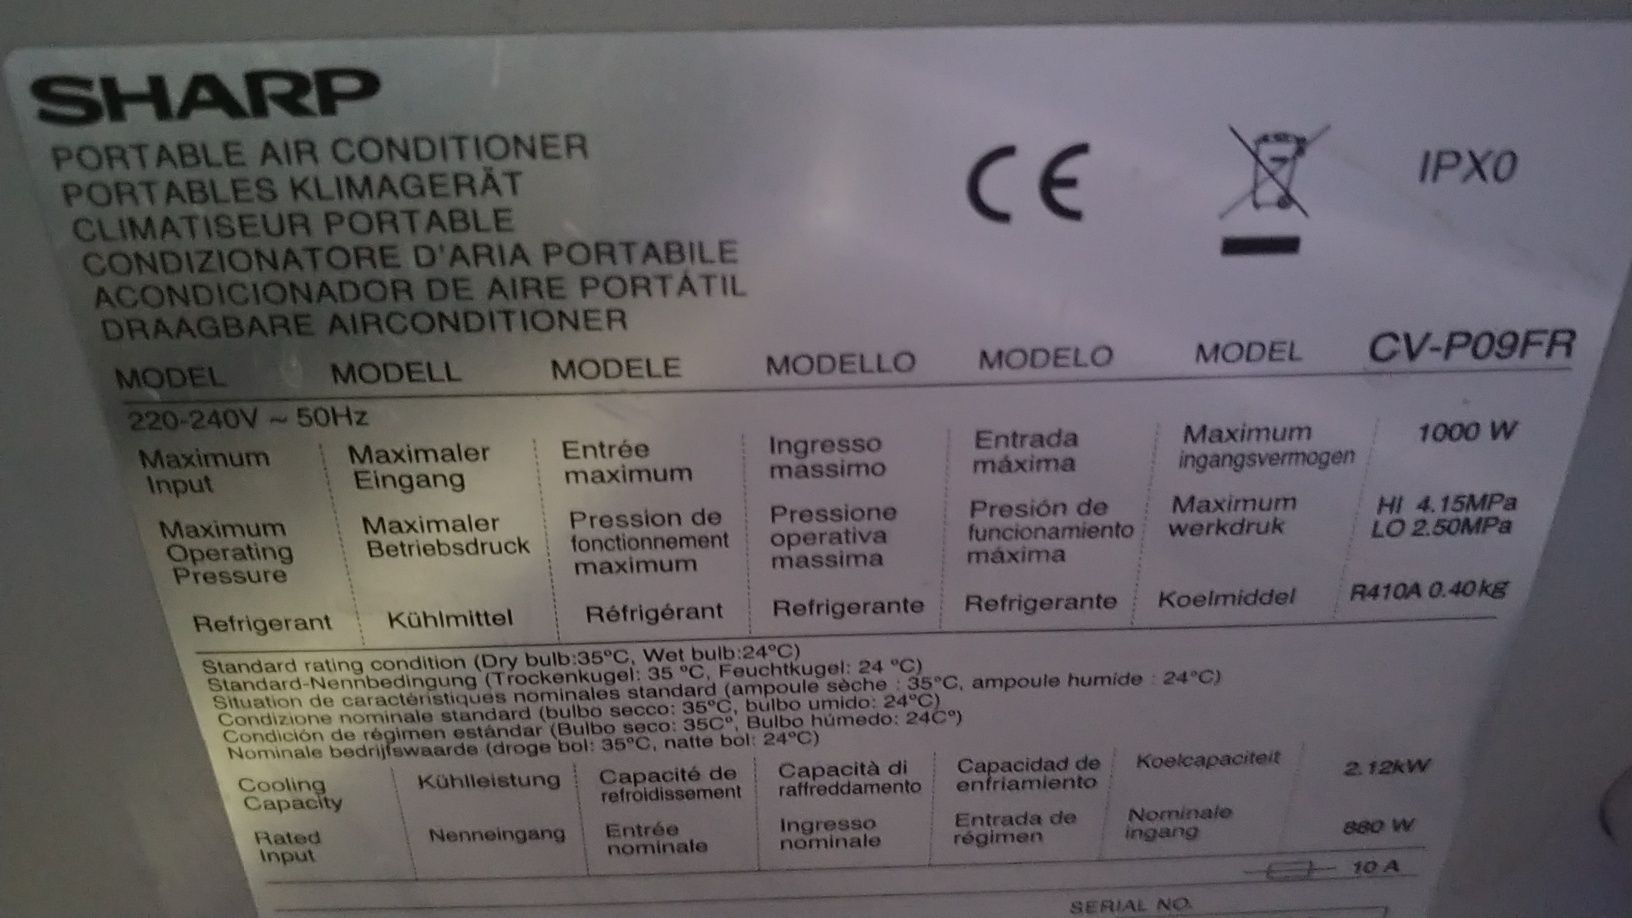 SHARP
PORTABLE AIR CONDITIONER
PORTABLES KLIMAGERÄT
CLIMATISEUR PORTABLE
CONDIZIONATORE D'ARIA PORTABILE
ACONDICIONADOR DE AIRE PORTÁTIL
DRAAGBARE AIRCONDITIONER
CE
IPX0
MODEL MODELL MODELE MODELLO MODELO MODEL CV-P09FR
220-240V ~ 50Hz
Maximum Input Maximaler Eingang Entrée maximum Ingresso massimo Entrada máxima Maximum ingangsvermogen 1000 W
Maximum Operating Pressure Maximaler Betriebsdruck Pression de fonctionnement maximum Pressione operativa massima Presión de funcionamiento máxima Maximum werkdruk HI 4.15MPa LO 2.50MPa
Refrigerant Kühlmittel Réfrigérant Refrigerante Refrigerante Koelmiddel R410A 0.40kg
Standard rating condition (Dry bulb:35°C, Wet bulb:24°C)
Standard-Nennbedingung (Trockenkugel: 35 °C, Feuchtkugel: 24 °C)
Situation de caractéristiques nominales standard (ampoule sèche : 35°C, ampoule humide : 24°C)
Condizione nominale standard (bulbo secco: 35°C, bulbo umido: 24°C)
Condición de régimen estándar (Bulbo seco: 35C°, Bulbo húmedo: 24C°)
Nominale bedrijfswaarde (droge bol: 35°C, natte bol: 24°C)
Cooling Capacity Kühlleistung Capacité de refroidissement Capacità di raffreddamento Capacidad de enfriamiento Koelcapaciteit 2.12kW
Rated Input Nenneingang Entrée nominale Ingresso nominale Entrada de régimen Nominale ingang 880 W
10 A
SERIAL NO.